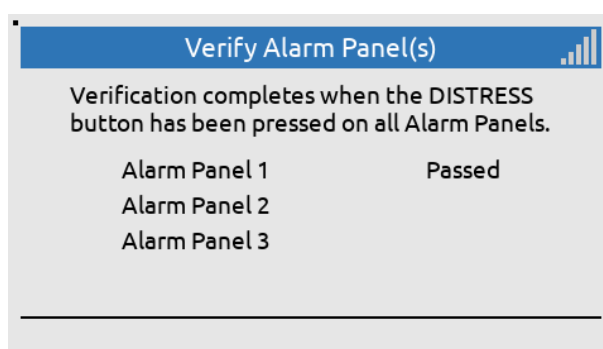 Verify Alarm Panel(s)
Verification completes when the DISTRESS
button has been pressed on all Alarm Panels.
Alarm Panel 1 Passed
Alarm Panel 2
Alarm Panel 3